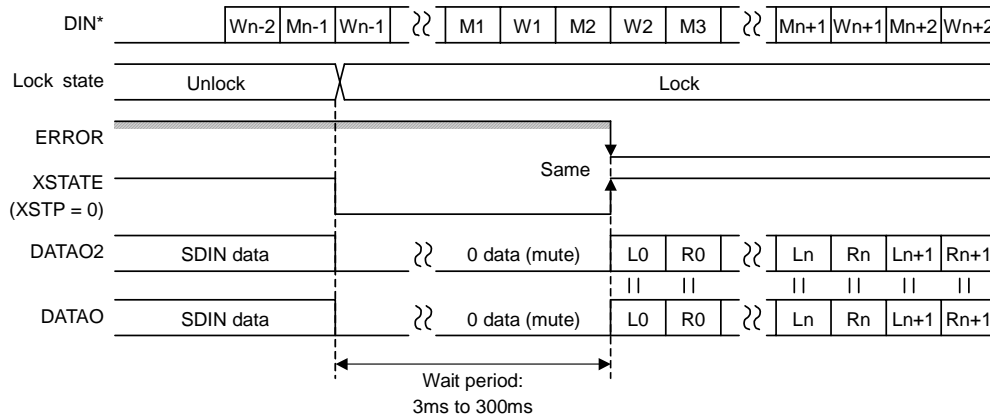 DIN* Wn-2 Mn-1 Wn-1 M1 W1 M2 W2 M3 Mn+1 Wn+1 Mn+2 Wn+2
Lock state Unlock Lock
ERROR
Same
XSTATE
(XSTP = 0)
DATAO2 SDIN data 0 data (mute) L0 R0 Ln Rn Ln+1 Rn+1
DATAO SDIN data 0 data (mute) L0 R0 Ln Rn Ln+1 Rn+1
Wait period:
3ms to 300ms